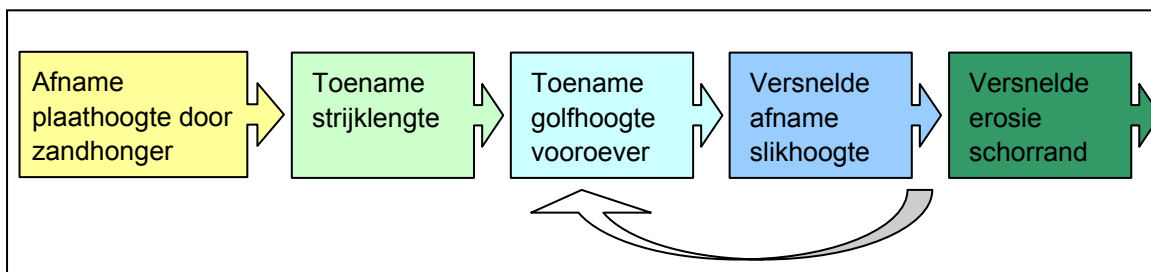 Afname
plaathoogte door
zandhonger
Toename
strijklengte
Toename
golfhoogte
vooroever
Versnelde
afname
slikhoogte
Versnelde
erosie
schorrand